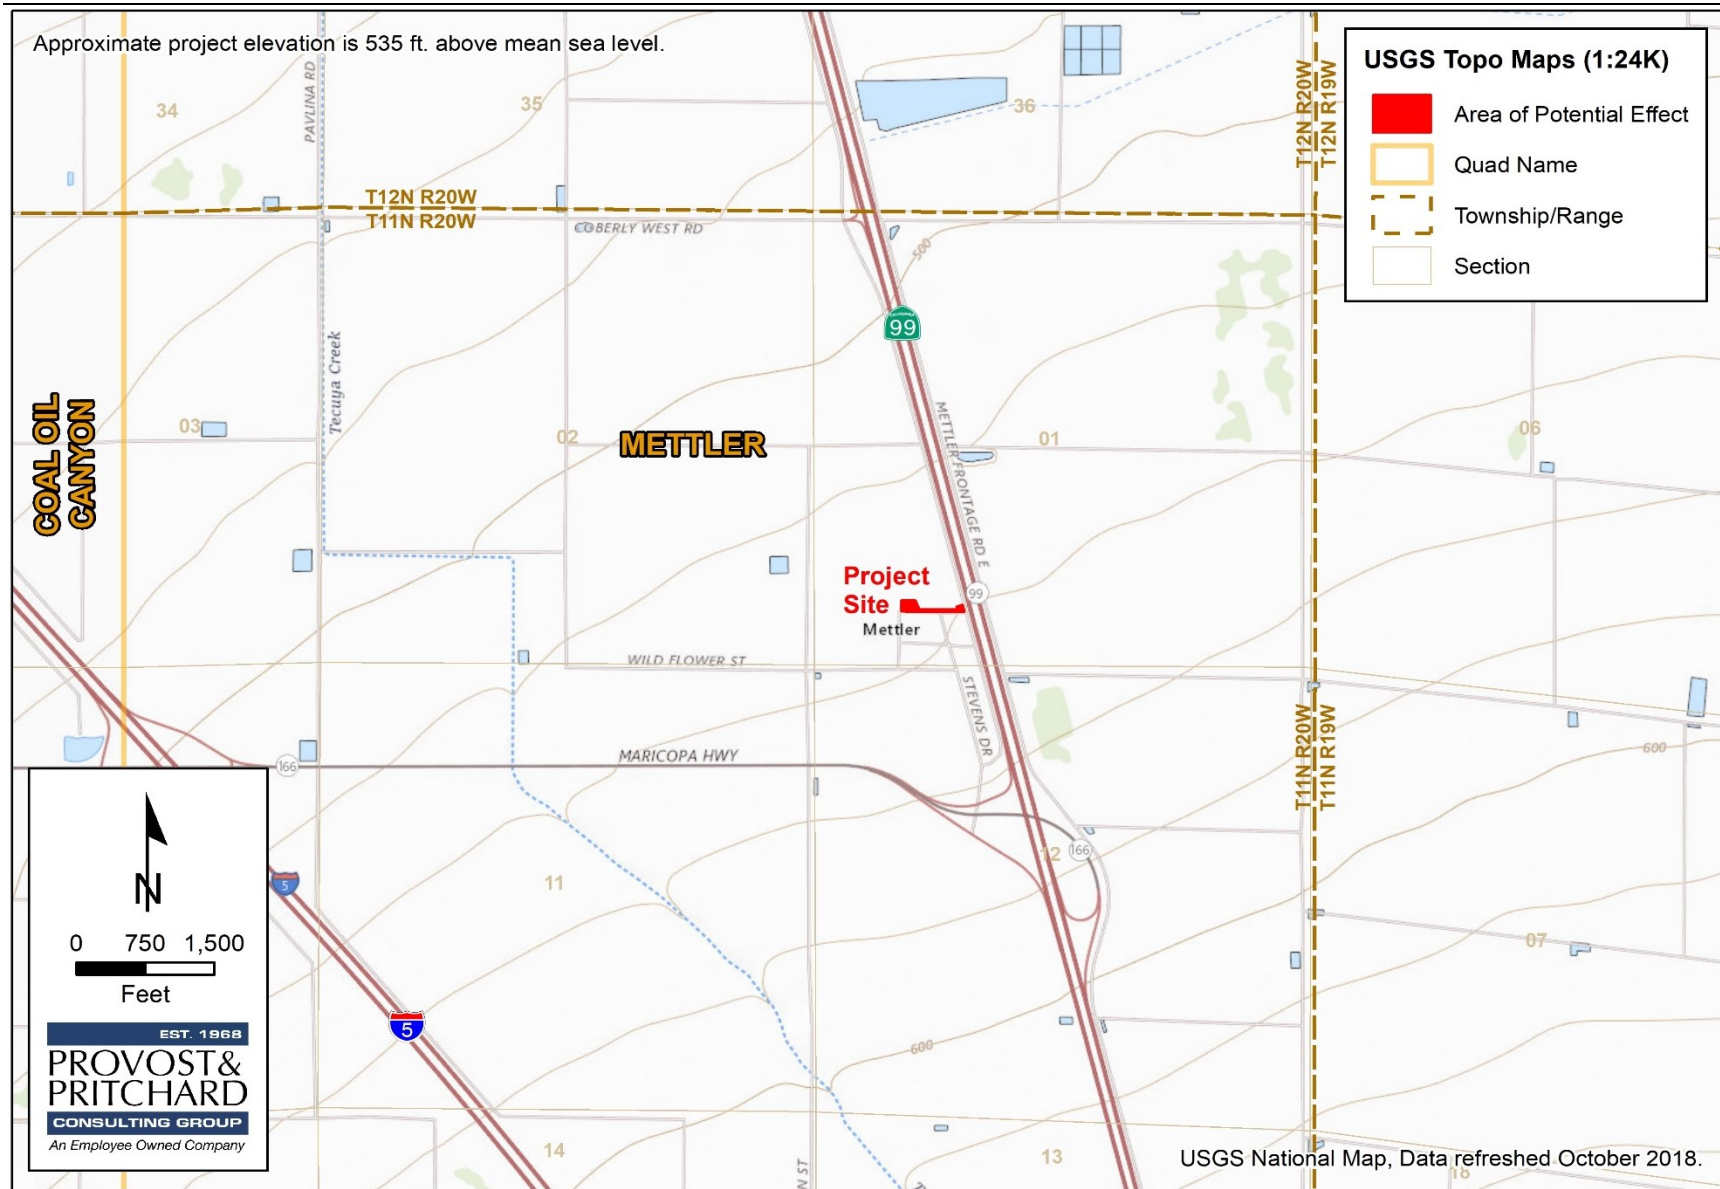 Approximate project elevation is 535 ft. above mean sea level.
USGS Topo Maps (1:24K)
Area of Potential Effect
Quad Name
Township/Range
Section
34
PAVLINA RD
35
36
T12N R20W
T12N R19W
T12N R20W
T11N R20W
COBERLY WEST RD
500
99
Tecuya Creek
METTLER FRONTAGE RD E
COAL OIL
CANYON
03
02
METTLER
01
06
Project
Site
99
Mettler
WILD FLOWER ST
STEVENS DR
T11N R20W
T11N R19W
600
166
MARICOPA HWY
12
166
5
11
07
N
0 750 1,500
Feet
5
600
EST. 1968
PROVOST&
PRITCHARD
CONSULTING GROUP
An Employee Owned Company
14
N ST
13
18
USGS National Map, Data refreshed October 2018.